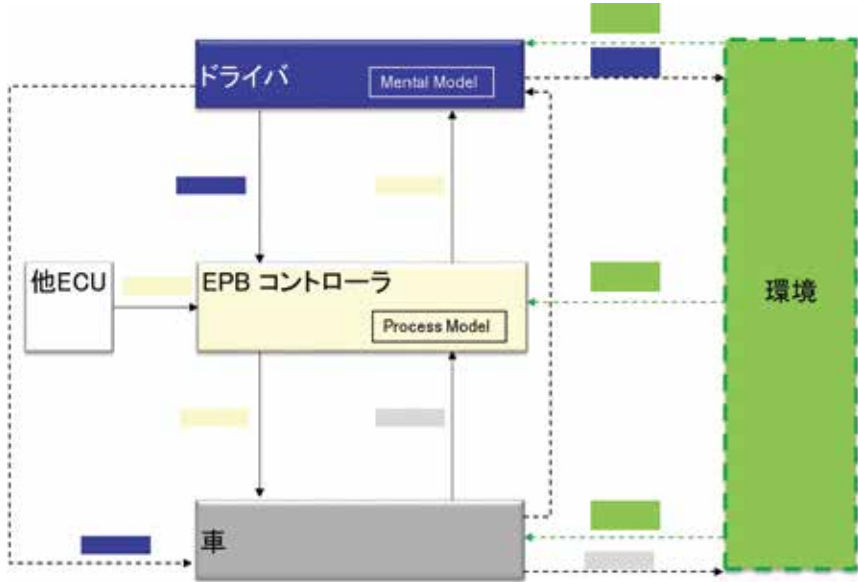 ドライバ
Mental Model
他ECU
EPB コントローラ
Process Model
環境
車